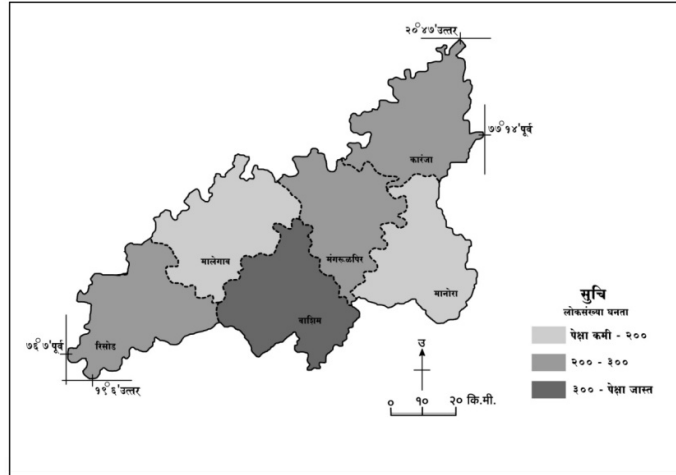 २०°४७'उत्तर
७७°१४'पूर्व
कारंजा
मालेगाव
मंगरूळपिर
मानोरा
वाशिम
रिसोड
७६°७'पूर्व
१९°६'उत्तर
सुचि
लोकसंख्या घनता
पेक्षा कमी - २००
२०० - ३००
३०० - पेक्षा जास्त
उ
० १० २० कि.मी.